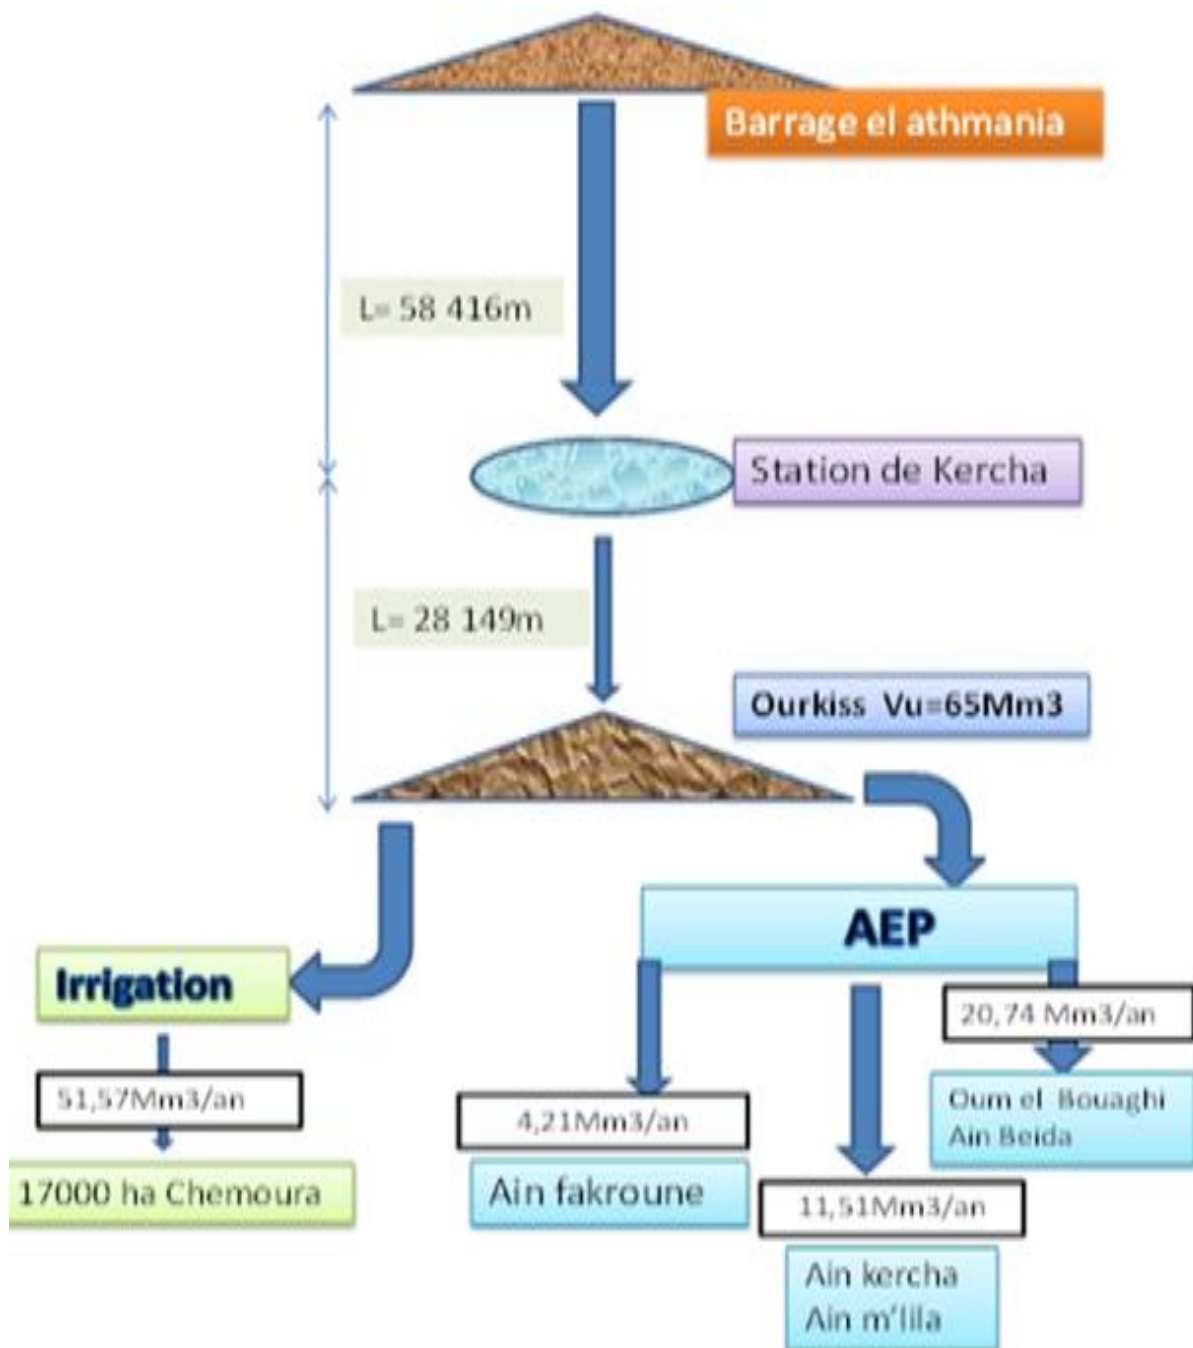 Barrage el athmania
L= 58 416m
Station de Kercha
L= 28 149m
Ourkiss Vu=65Mm3
AEP
Irrigation
20,74 Mm3/an
51,57Mm3/an
4,21Mm3/an
Oum el Bouaghi
Ain Beida
17000 ha Chemoura
Ain fakroune
11,51Mm3/an
Ain kercha
Ain m'lila